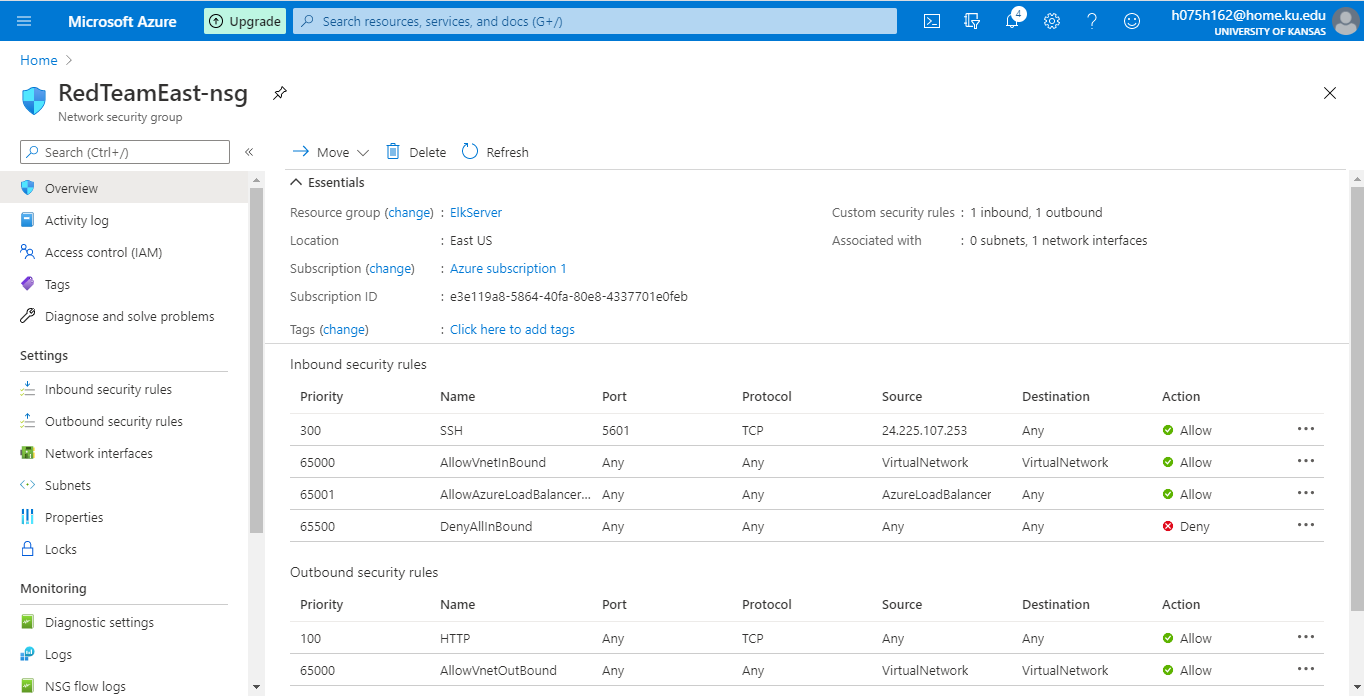 Microsoft Azure
Upgrade
Search resources, services, and docs (G+/)
4
h075h162@home.ku.edu
UNIVERSITY OF KANSAS
Home
RedTeamEast-nsg
Network security group
Search (Ctrl+/)
«
Overview
Activity log
Access control (IAM)
Tags
Diagnose and solve problems
Settings
Inbound security rules
Outbound security rules
Network interfaces
Subnets
Properties
Locks
Monitoring
Diagnostic settings
Logs
NSG flow logs
Move
Delete
Refresh
Essentials
Resource group (change) : ElkServer
Location : East US
Subscription (change) : Azure subscription 1
Subscription ID : e3e119a8-5864-40fa-80e8-4337701e0feb
Tags (change) : Click here to add tags
Custom security rules : 1 inbound, 1 outbound
Associated with : 0 subnets, 1 network interfaces
Inbound security rules
Priority Name Port Protocol Source Destination Action
300 SSH 5601 TCP 24.225.107.253 Any Allow
65000 AllowVnetInBound Any Any VirtualNetwork VirtualNetwork Allow
65001 AllowAzureLoadBalancer... Any Any AzureLoadBalancer Any Allow
65500 DenyAllInBound Any Any Any Any Deny
Outbound security rules
Priority Name Port Protocol Source Destination Action
100 HTTP Any TCP Any Any Allow
65000 AllowVnetOutBound Any Any VirtualNetwork VirtualNetwork Allow